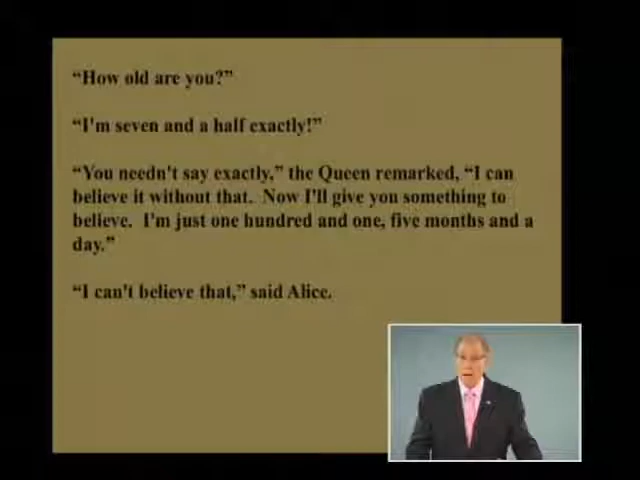 “How old are you?”
“I'm seven and a half exactly!”
“You needn't say exactly,” the Queen remarked, “I can
believe it without that.  Now I'll give you something to
believe.  I'm just one hundred and one, five months and a
day.”
“I can't believe that,” said Alice.